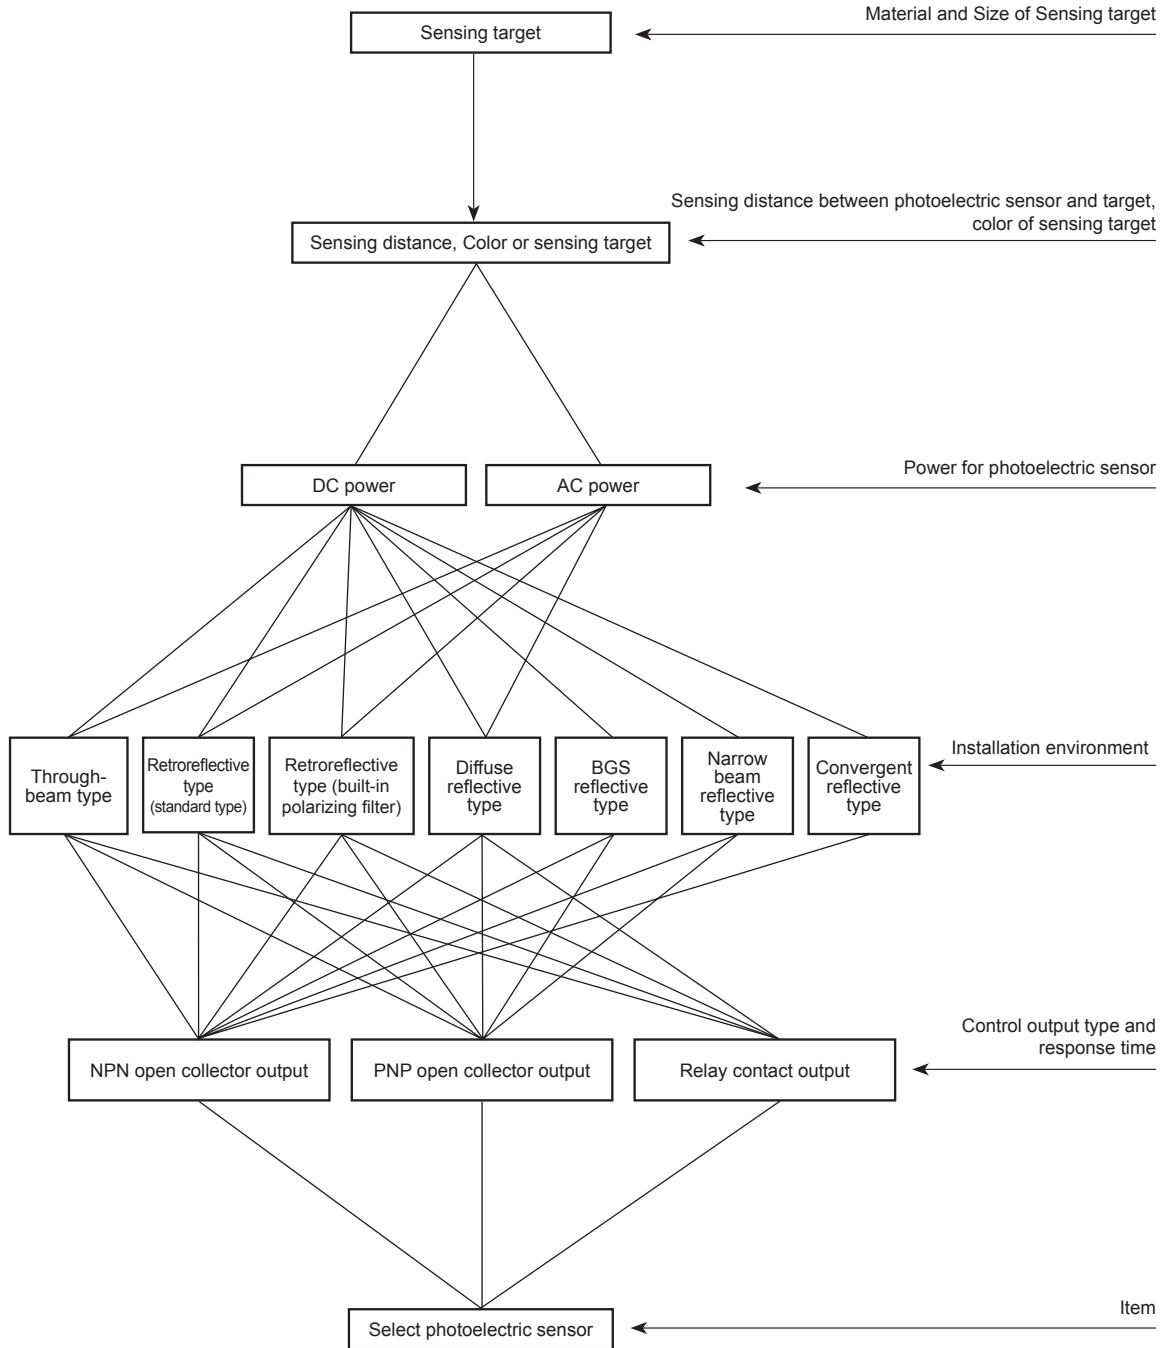 Material and Size of Sensing target
Sensing target
Sensing distance between photoelectric sensor and target,
color of sensing target
Sensing distance, Color or sensing target
Power for photoelectric sensor
DC power
AC power
Installation environment
Through-
beam type
Retroreflective
type
(standard type)
Retroreflective
type (built-in
polarizing filter)
Diffuse
reflective
type
BGS
reflective
type
Narrow
beam
reflective
type
Convergent
reflective
type
Control output type and
response time
NPN open collector output
PNP open collector output
Relay contact output
Item
Select photoelectric sensor